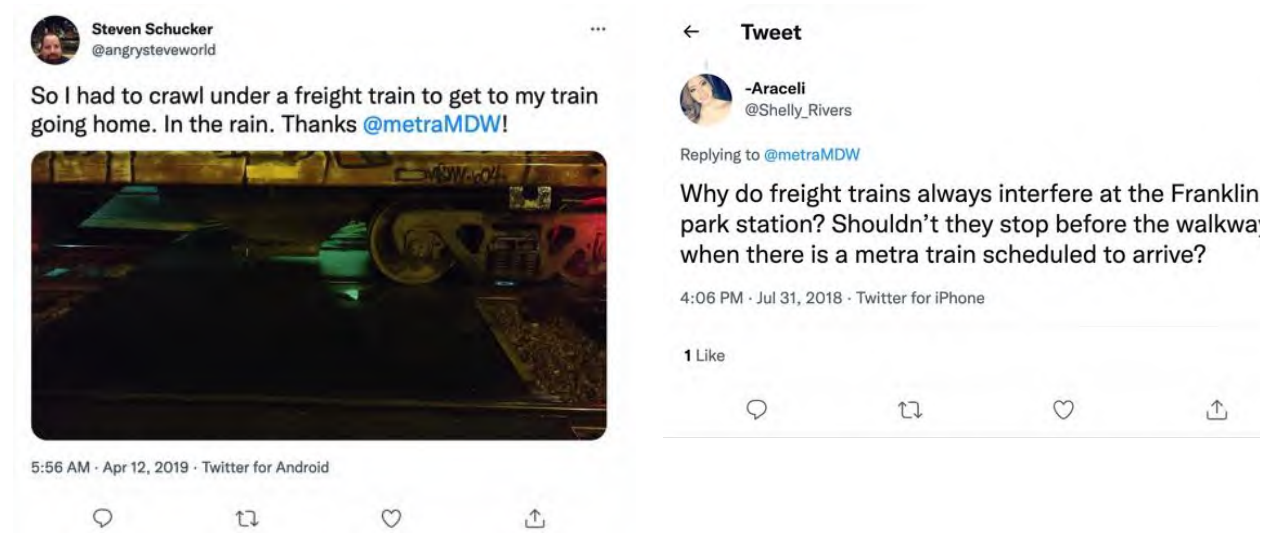 Steven Schucker
@angrysteveworld
So I had to crawl under a freight train to get to my train
going home. In the rain. Thanks @metraMDW!
5:56 AM · Apr 12, 2019 · Twitter for Android
Tweet
-Araceli
@Shelly_Rivers
Replying to @metraMDW
Why do freight trains always interfere at the Franklin
park station? Shouldn't they stop before the walkway
when there is a metra train scheduled to arrive?
4:06 PM · Jul 31, 2018 · Twitter for iPhone
1 Like